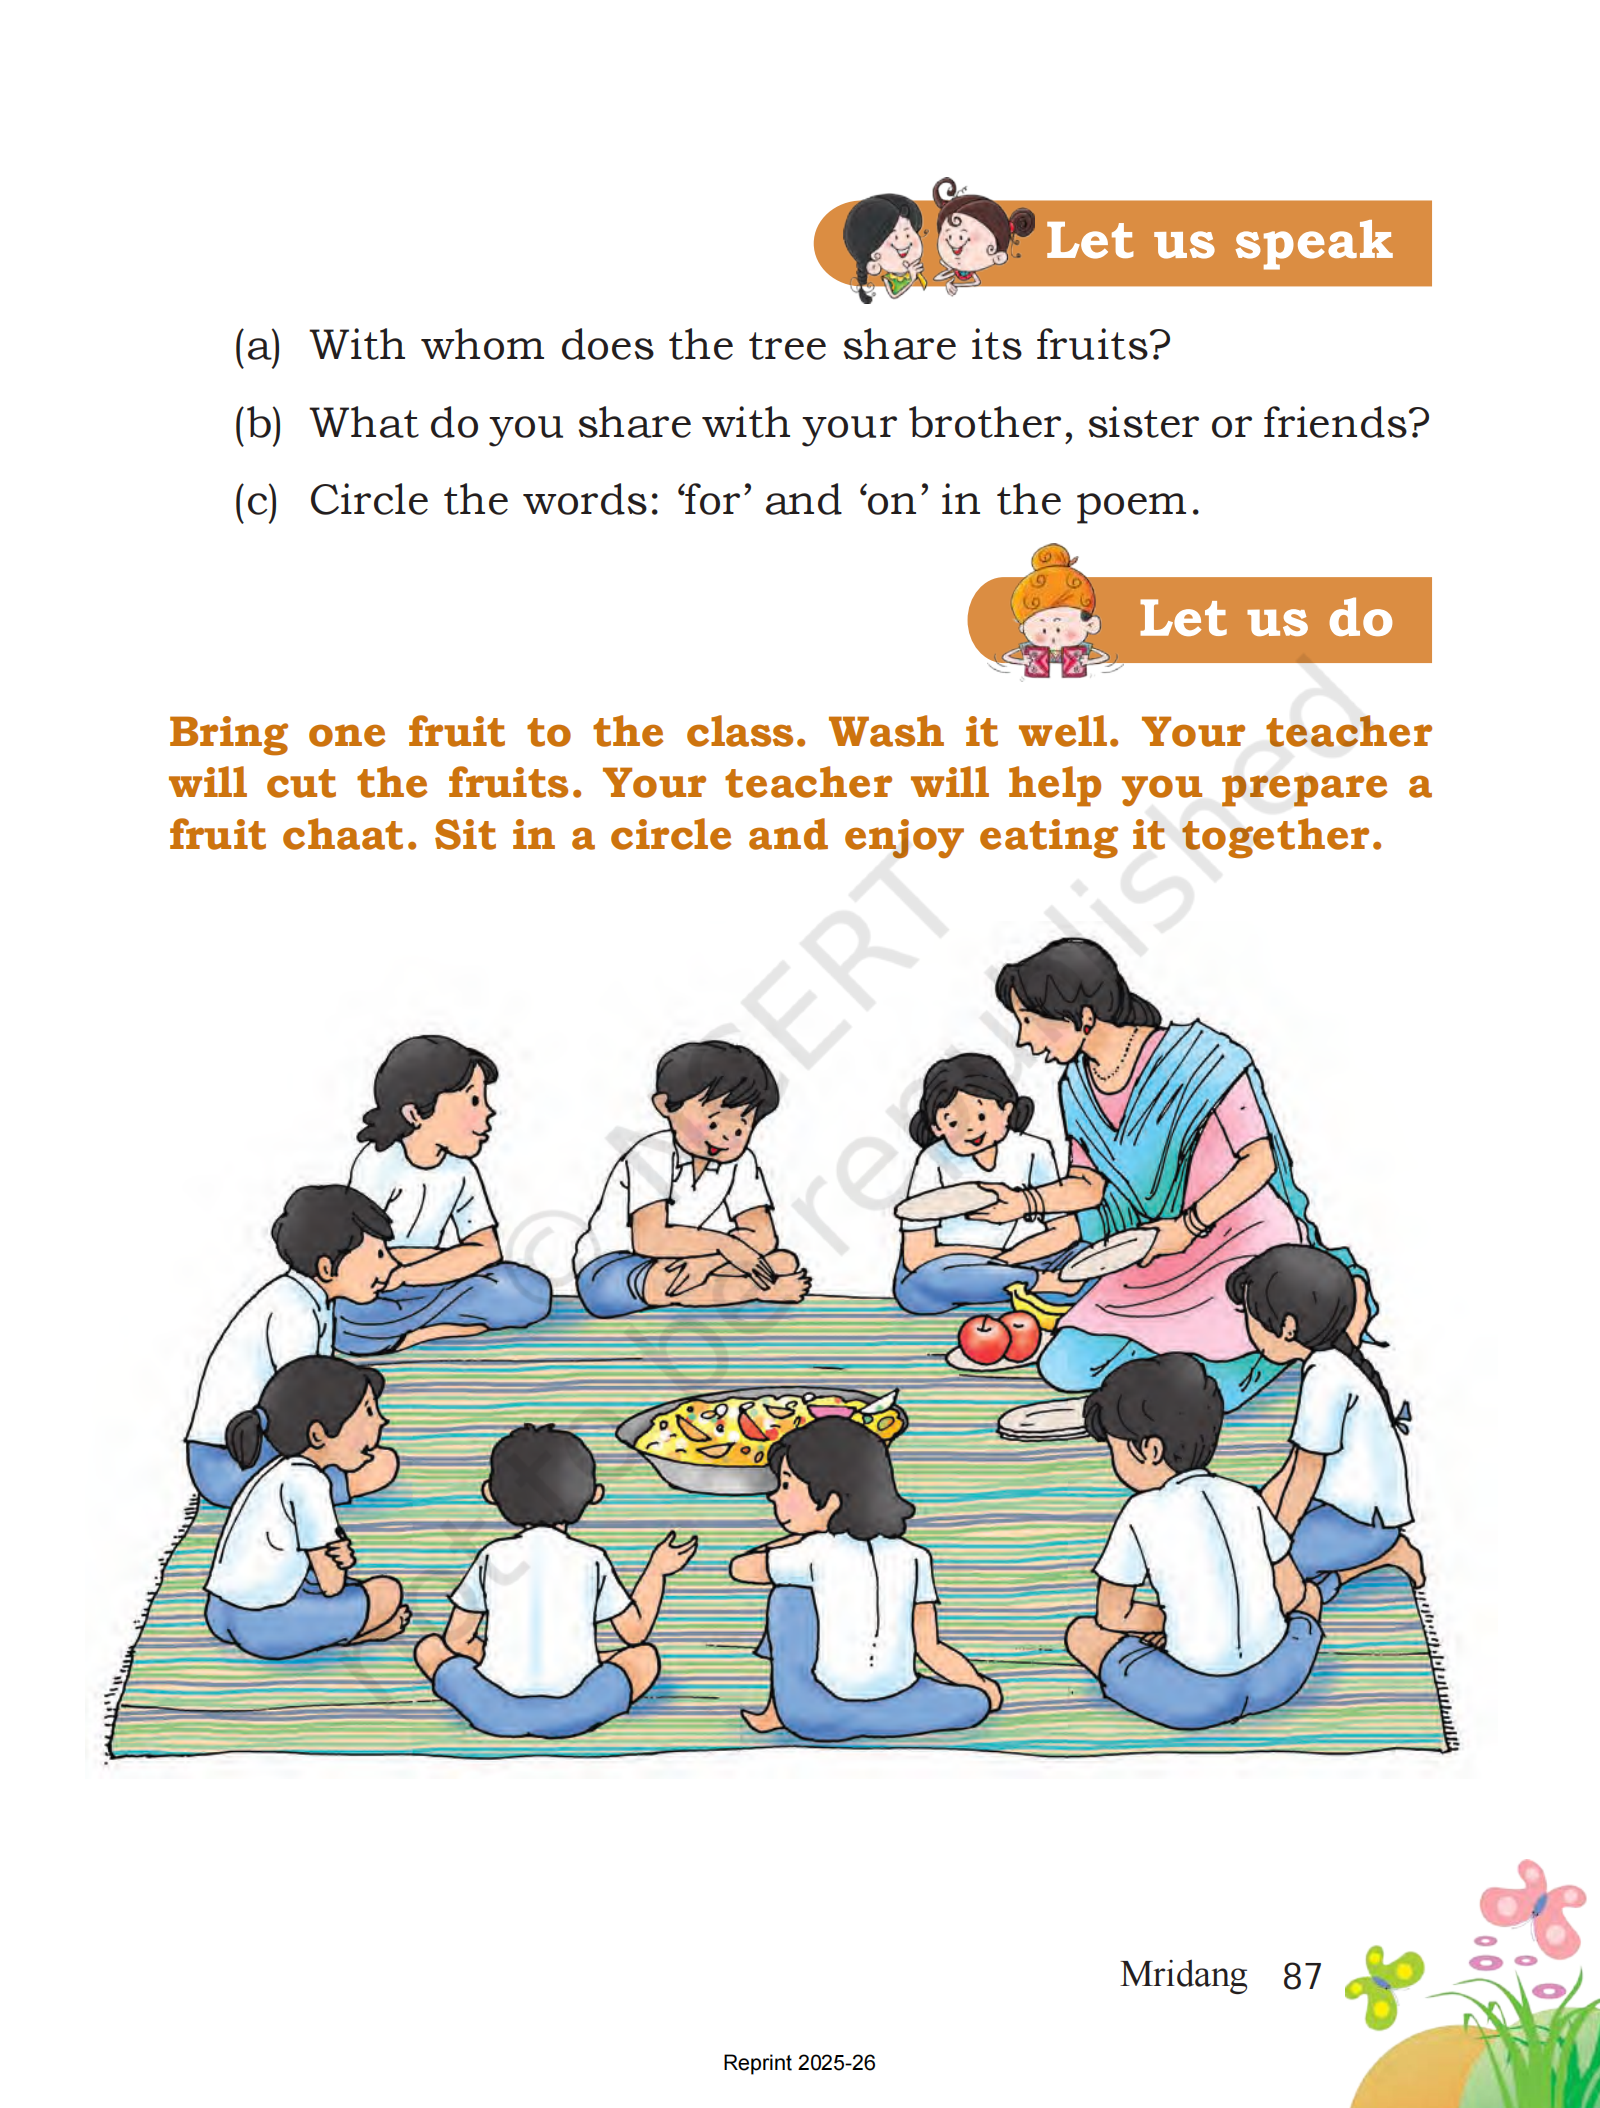 Let us speak
(a) With whom does the tree share its fruits?
(b) What do you share with your brother, sister or friends?
(c) Circle the words: ‘for’ and ‘on’ in the poem.
Let us do
Bring one fruit to the class. Wash it well. Your teacher
will cut the fruits. Your teacher will help you prepare a
fruit chaat. Sit in a circle and enjoy eating it together.
© NCERT
not to be republished
Mridang 87
Reprint 2025-26